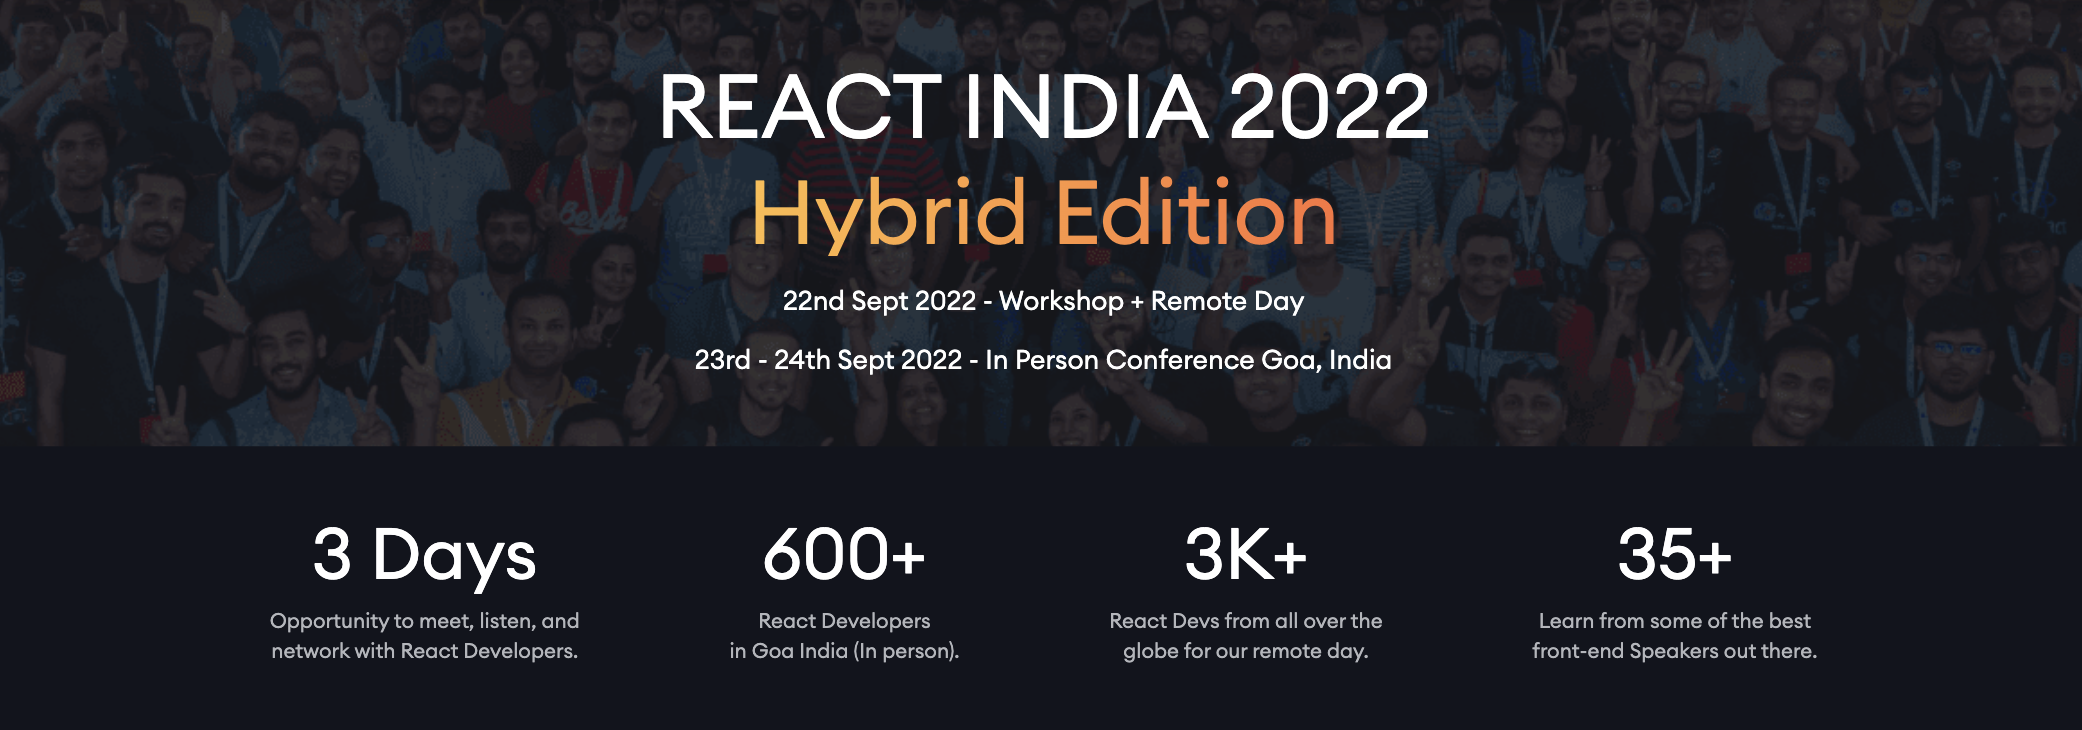 REACT INDIA 2022
Hybrid Edition
22nd Sept 2022 - Workshop + Remote Day
23rd - 24th Sept 2022 - In Person Conference Goa, India
3 Days
Opportunity to meet, listen, and
network with React Developers.
600+
React Developers
in Goa India (In person).
3K+
React Devs from all over the
globe for our remote day.
35+
Learn from some of the best
front-end Speakers out there.